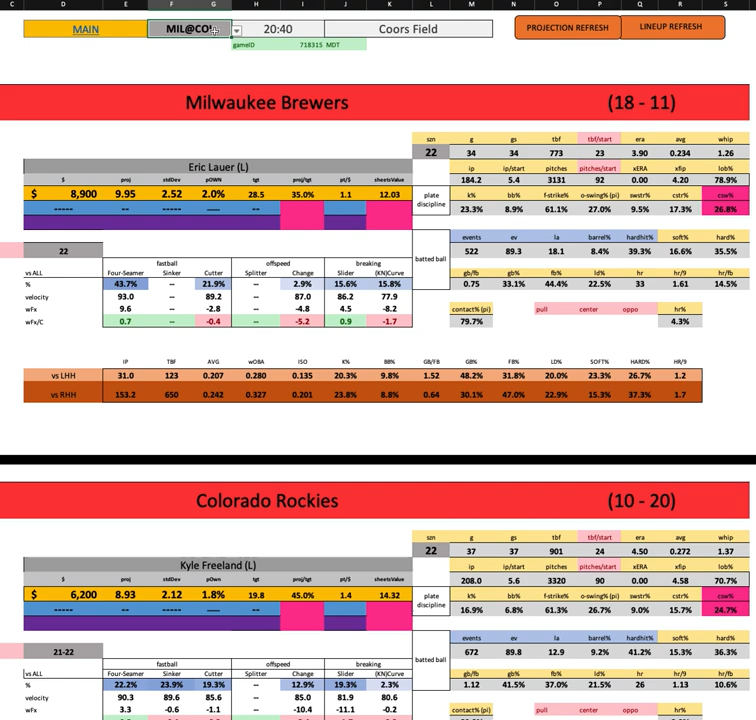 C D E F G H I J K L M N O P Q R S
MAIN MIL@CO 20:40 Coors Field PROJECTION REFRESH LINEUP REFRESH
gameID 718315 MDT
Milwaukee Brewers (18 - 11)
szn g gs tbf tbf/start era avg whip
22 34 34 773 23 3.90 0.234 1.26
Eric Lauer (L) ip ip/start pitches pitches/start xERA xfip lob%
$ proj stdDev pOWN tgt proj/tgt pt/$ sheetsValue 184.2 5.4 3131 92 0.00 4.20 78.9%
$ 8,900 9.95 2.52 2.0% 28.5 35.0% 1.1 12.03 plate discipline k% bb% f-strike% o-swing% (pi) swstr% cstr% csw%
----- -- -- --- -- 23.3% 8.9% 61.1% 27.0% 9.5% 17.3% 26.8%
events ev la barrel% hardhit% soft% hard%
22 batted ball 522 89.3 18.1 8.4% 39.3% 16.6% 35.5%
fastball offspeed breaking
vs ALL Four-Seamer Sinker Cutter Splitter Change Slider (KN)Curve gb/fb gb% fb% ld% hr hr/9 hr/fb
% 43.7% -- 21.9% -- 2.9% 15.6% 15.8% 0.75 33.1% 44.4% 22.5% 33 1.61 14.5%
velocity 93.0 -- 89.2 -- 87.0 86.2 77.9
wFx 9.6 -- -2.8 -- -4.8 4.5 -8.2 contact% (pi) pull center oppo hr%
wFx/C 0.7 -- -0.4 -- -5.2 0.9 -1.7 79.7% 4.3%
IP TBF AVG wOBA ISO K% BB% GB/FB GB% FB% LD% SOFT% HARD% HR/9
vs LHH 31.0 123 0.207 0.280 0.135 20.3% 9.8% 1.52 48.2% 31.8% 20.0% 23.3% 26.7% 1.2
vs RHH 153.2 650 0.242 0.327 0.201 23.8% 8.8% 0.64 30.1% 47.0% 22.9% 15.3% 37.3% 1.7
Colorado Rockies (10 - 20)
szn g gs tbf tbf/start era avg whip
22 37 37 901 24 4.50 0.272 1.37
Kyle Freeland (L) ip ip/start pitches pitches/start xERA xfip lob%
$ proj stdDev pOwn tgt proj/tgt pt/$ sheetsValue 208.0 5.6 3320 90 0.00 4.58 70.7%
$ 6,200 8.93 2.12 1.8% 19.8 45.0% 1.4 14.32 plate discipline k% bb% f-strike% o-swing% (pi) swstr% cstr% csw%
----- -- -- --- -- 16.9% 6.8% 61.3% 26.7% 9.0% 15.7% 24.7%
events ev la barrel% hardhit% soft% hard%
21-22 batted ball 672 89.8 12.9 9.2% 41.2% 15.3% 36.3%
fastball offspeed breaking
vs ALL Four-Seamer Sinker Cutter Splitter Change Slider (KN)Curve gb/fb gb% fb% ld% hr hr/9 hr/fb
% 22.2% 23.9% 19.3% -- 12.9% 19.3% 2.3% 1.12 41.5% 37.0% 21.5% 26 1.13 10.6%
velocity 90.3 89.6 85.6 -- 85.0 81.9 80.6
wFx 3.3 -0.6 -1.1 -- -10.4 -11.1 -0.2 contact% (pi) pull center oppo hr%